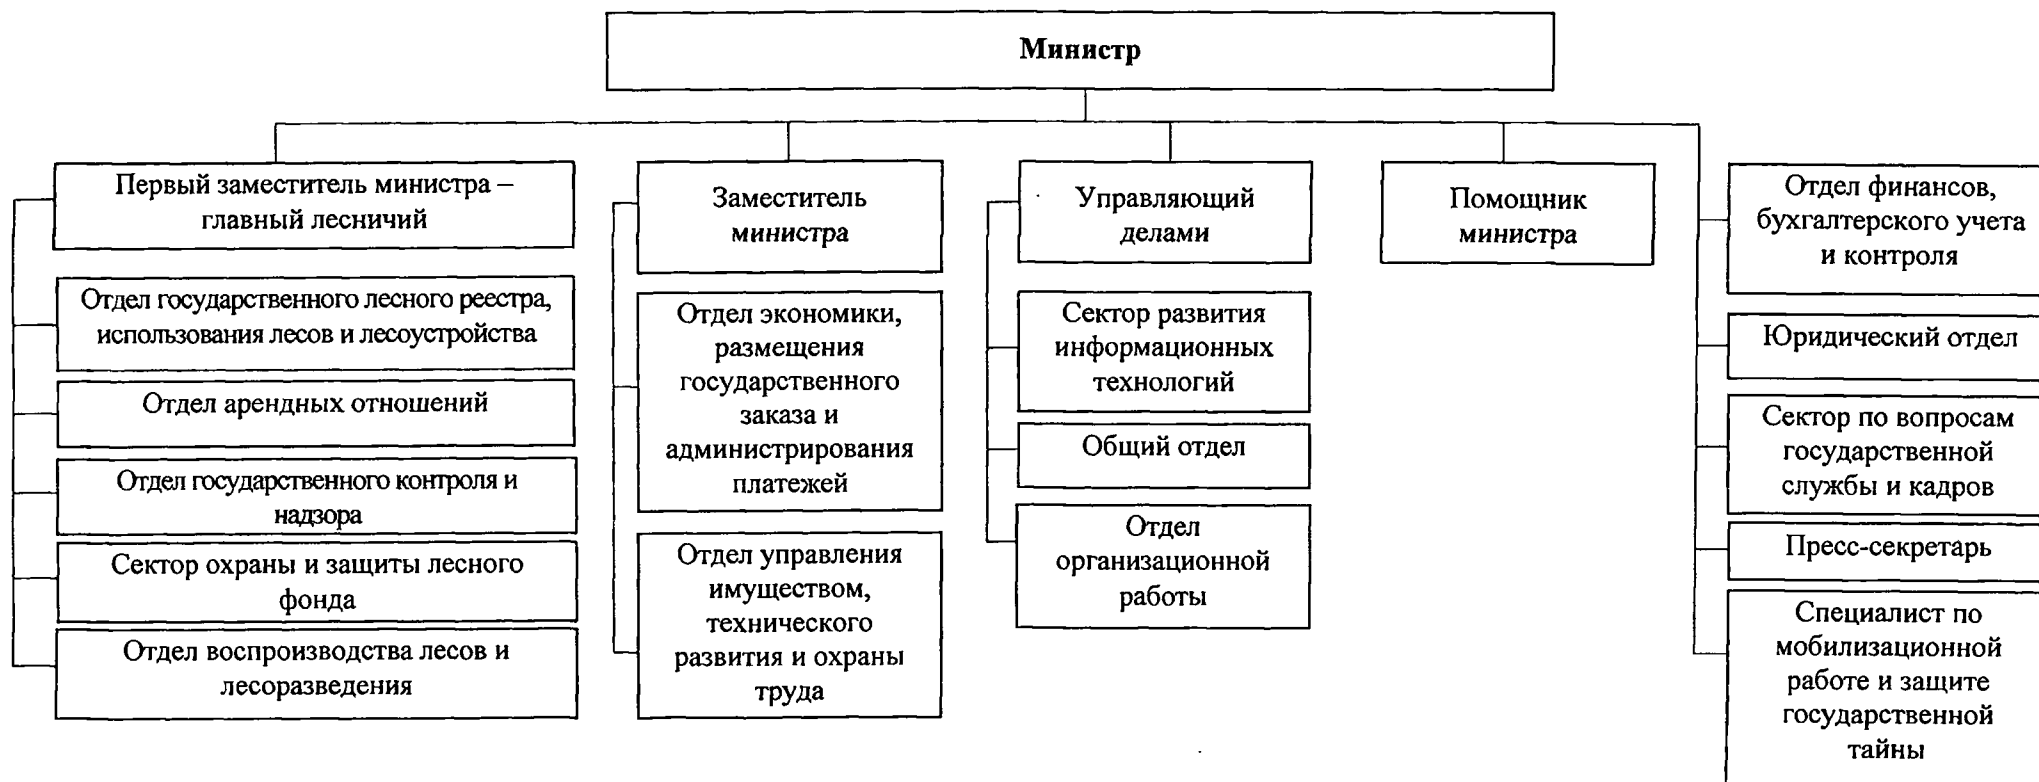 Министр
Первый заместитель министра –
главный лесничий
Отдел государственного лесного реестра,
использования лесов и лесоустройства
Отдел арендных отношений
Отдел государственного контроля и
надзора
Сектор охраны и защиты лесного
фонда
Отдел воспроизводства лесов и
лесоразведения
Заместитель
министра
Отдел экономики,
размещения
государственного
заказа и
администрирования
платежей
Отдел управления
имуществом,
технического
развития и охраны
труда
Управляющий
делами
Сектор развития
информационных
технологий
Общий отдел
Отдел
организационной
работы
Помощник
министра
Отдел финансов,
бухгалтерского учета
и контроля
Юридический отдел
Сектор по вопросам
государственной
службы и кадров
Пресс-секретарь
Специалист по
мобилизационной
работе и защите
государственной
тайны